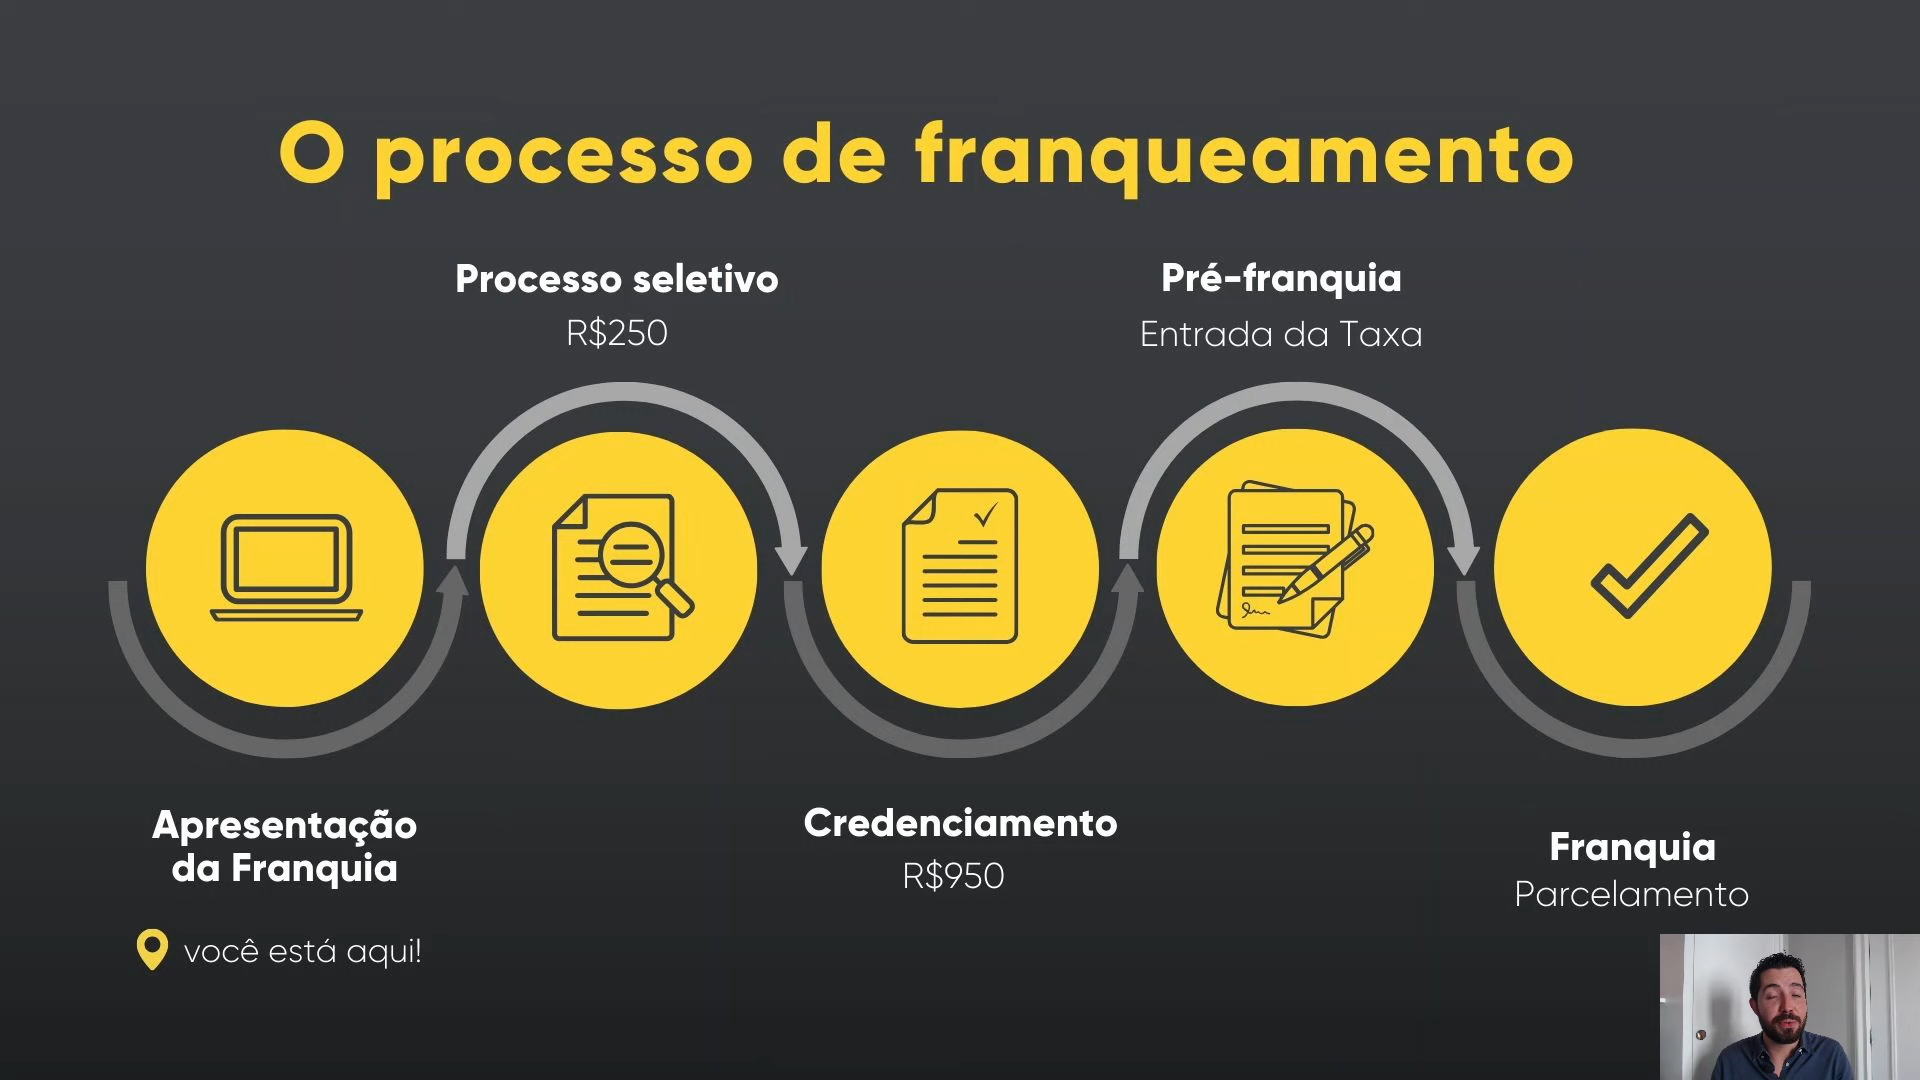 O processo de franqueamento
Processo seletivo
R$250
Pré-franquia
Entrada da Taxa
Apresentação
da Franquia
você está aqui!
Credenciamento
R$950
Franquia
Parcelamento